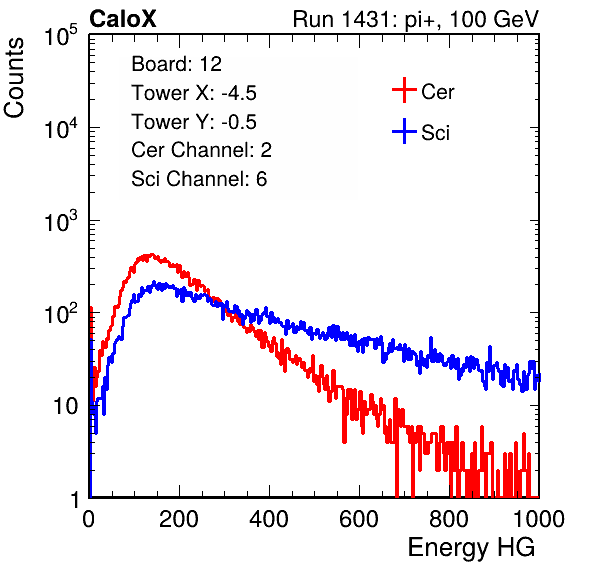 CaloX Run 1431: pi+, 100 GeV
Counts
Board: 12
Tower X: -4.5
Tower Y: -0.5
Cer Channel: 2
Sci Channel: 6
Cer
Sci
10^5
10^4
10^3
10^2
10
1
0 200 400 600 800 1000
Energy HG